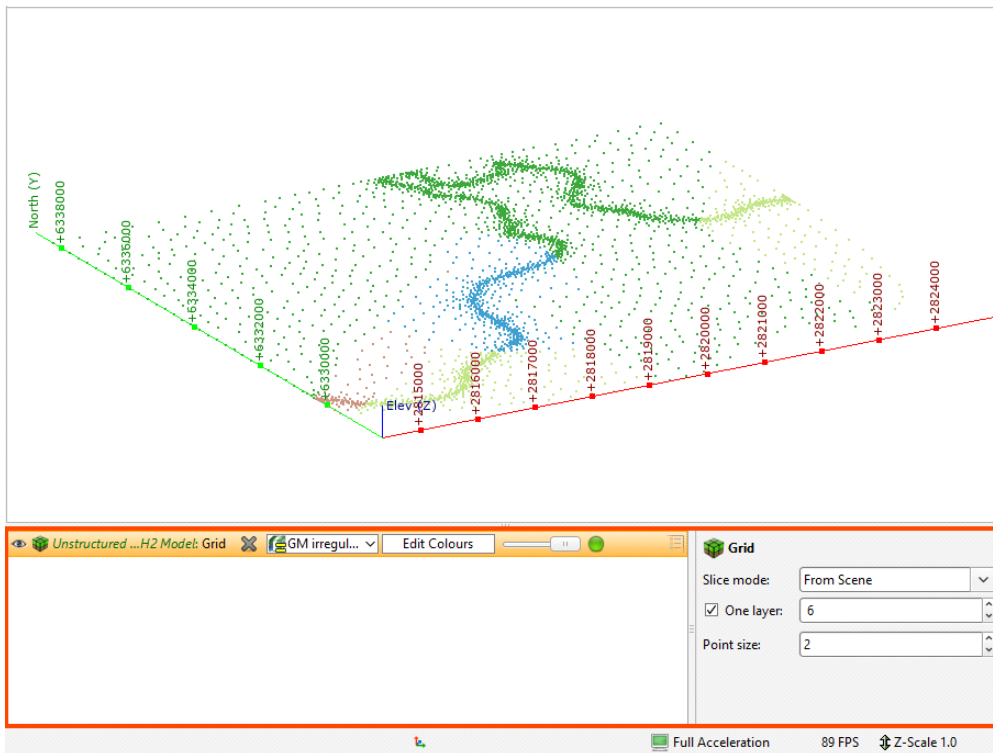 North (Y)
+6338000
+6336000
+6334000
+6332000
+6330000
Elev (Z)
+2815000
+2816000
+2817000
+2818000
+2819000
+2820000
+2821000
+2822000
+2823000
+2824000
Unstructured ...H2 Model: Grid
GM irregul...
Edit Colours
Grid
Slice mode:
From Scene
One layer:
6
Point size:
2
Full Acceleration
89 FPS
Z-Scale 1.0